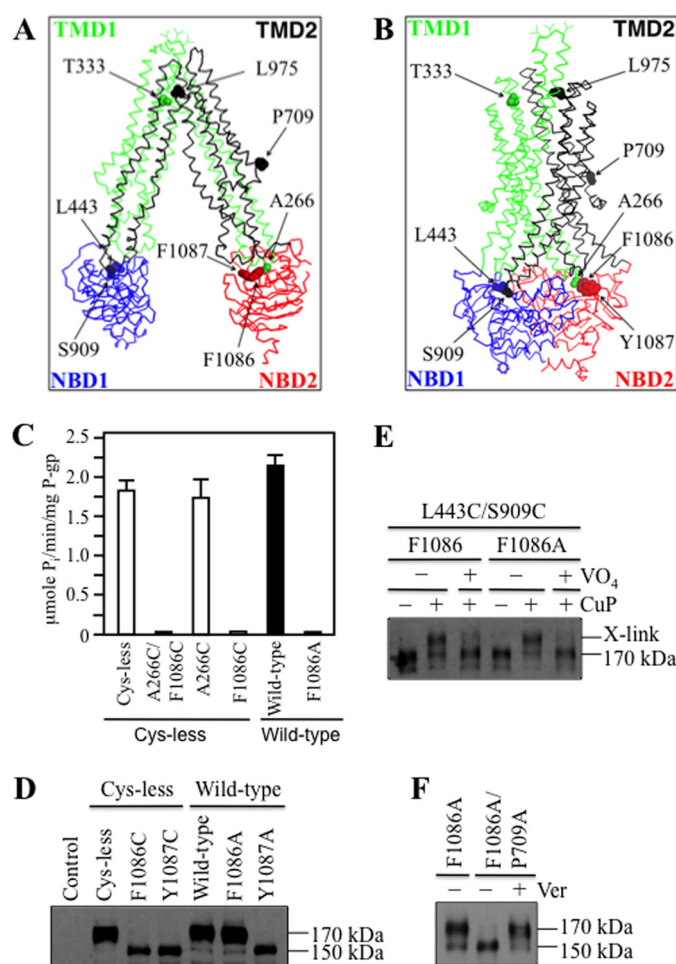 A
TMD1
TMD2
T333
L975
P709
L443
A266
F1087
S909
F1086
NBD1
NBD2
B
TMD1
TMD2
T333
L975
P709
L443
A266
F1086
S909
Y1087
NBD1
NBD2
C
2.5
2.0
1.5
1.0
0.5
0
µmole Pi/min/mg P-gp
Cys-less
A266C/
F1086C
A266C
F1086C
Wild-type
F1086A
Cys-less
Wild-type
E
L443C/S909C
F1086 F1086A
– + – + VO4
– + + – + + CuP
X-link
170 kDa
D
Cys-less Wild-type
Control
Cys-less
F1086C
Y1087C
Wild-type
F1086A
Y1087A
170 kDa
150 kDa
F
F1086A
F1086A/
P709A
– – + Ver
170 kDa
150 kDa